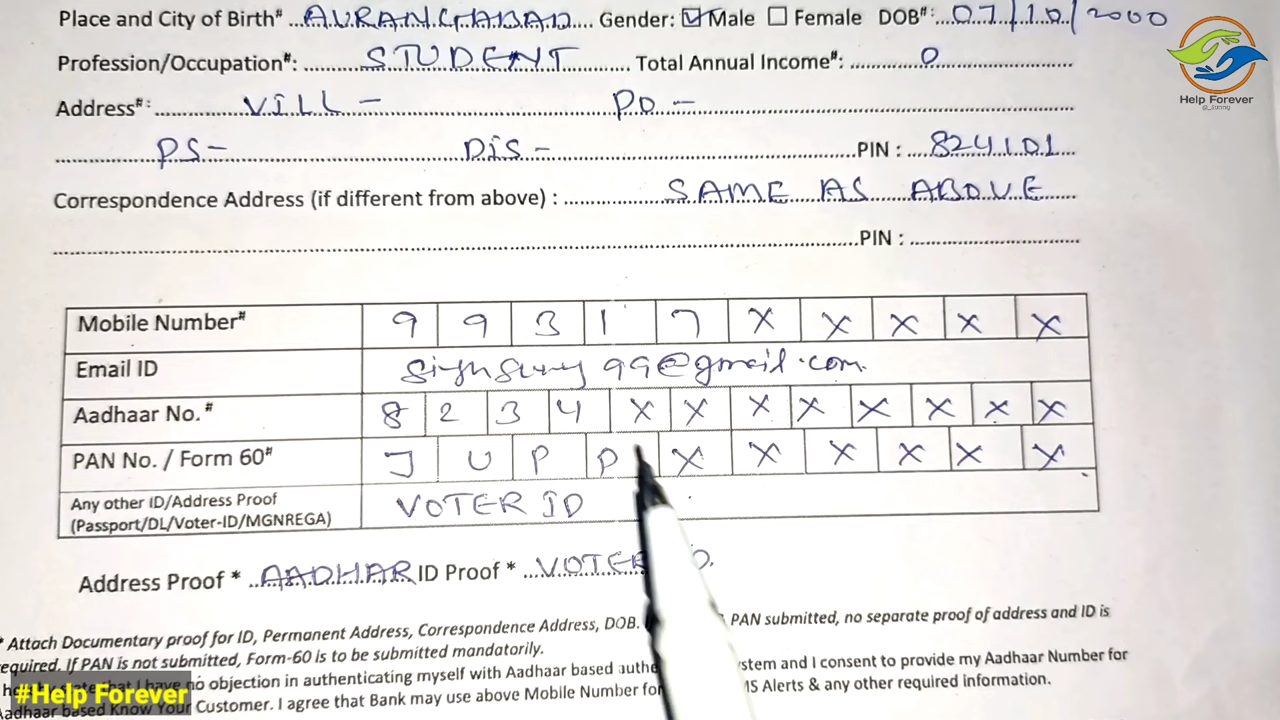 Place and City of Birth# ..AURANGABAD.... Gender: ☑ Male ☐ Female DOB#:...07/10/2000
Help Forever
Profession/Occupation#: .........STUDENT......... Total Annual Income#: ..........0..........
Address#: ..........VILL - .......... PO - ..........
..........PS - .......... DIS - ..........PIN : ....824101....
Correspondence Address (if different from above) : ..........SAME AS ABOVE
..........PIN : ..........
Mobile Number# 9 9 3 1 7 X X X X X
Email ID 99@gmail.com
Aadhaar No.# 8 2 3 4 X X X X X X X X
PAN No. / Form 60# J U P P X X X X X X
Any other ID/Address Proof
(Passport/DL/Voter-ID/MGNREGA) VOTER ID
Address Proof * ..AADHAR ID Proof * ..VOTE
* Attach Documentary proof for ID, Permanent Address, Correspondence Address, DOB. PAN submitted, no separate proof of address and ID is
required. If PAN is not submitted, Form-60 is to be submitted mandatorily.
no objection in authenticating myself with Aadhaar based authe ystem and I consent to provide my Aadhaar Number for
Aadhaar based Know Your Customer. I agree that Bank may use above Mobile Number for MS Alerts & any other required information.
#Help Forever